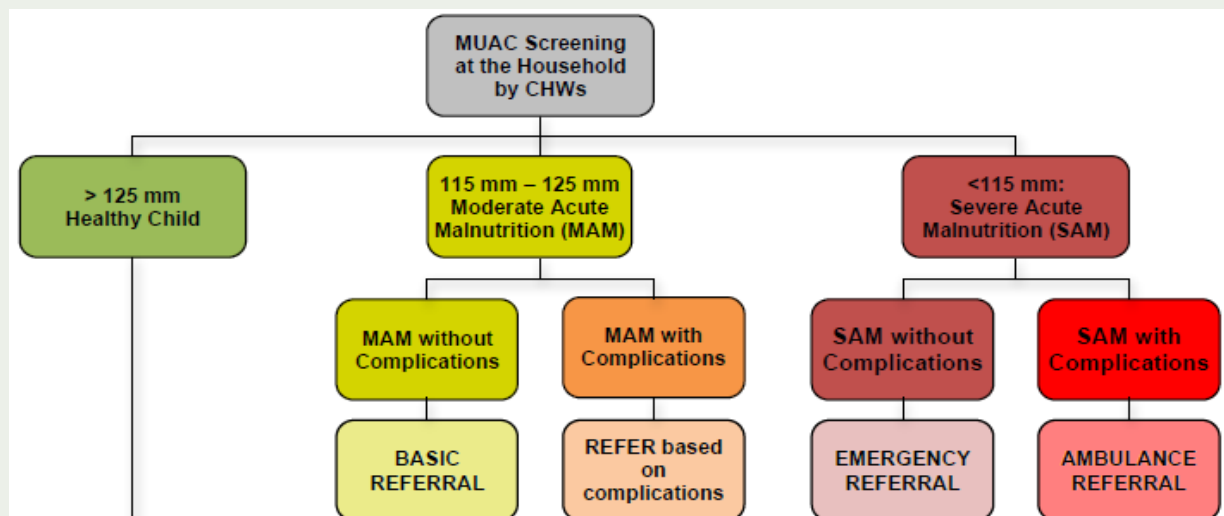 MUAC Screening
at the Household
by CHWs
> 125 mm
Healthy Child
115 mm – 125 mm
Moderate Acute
Malnutrition (MAM)
<115 mm:
Severe Acute
Malnutrition (SAM)
MAM without
Complications
MAM with
Complications
SAM without
Complications
SAM with
Complications
BASIC
REFERRAL
REFER based
on
complications
EMERGENCY
REFERRAL
AMBULANCE
REFERRAL